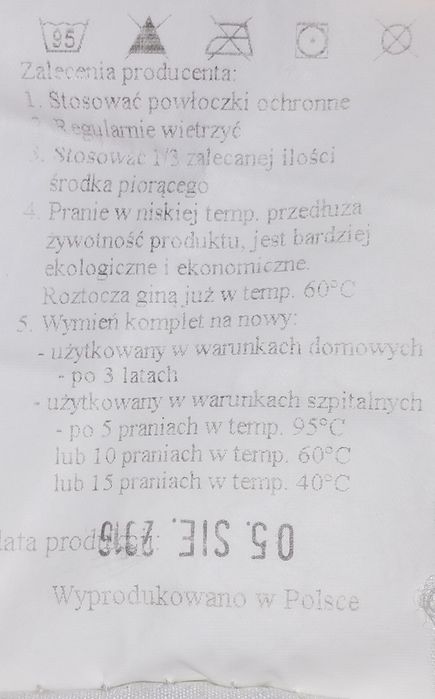 95
Zalecenia producenta:
1. Stosować powłoczki ochronne
2. Regularnie wietrzyć
3. Stosować 1/3 zalecanej ilości
środka piorącego
4. Pranie w niskiej temp. przedłuża
żywotność produktu, jest bardziej
ekologiczne i ekonomiczne.
Roztocza giną już w temp. 60°C
5. Wymień komplet na nowy:
- użytkowany w warunkach domowych
- po 3 latach
- użytkowany w warunkach szpitalnych
- po 5 praniach w temp. 95°C
lub 10 praniach w temp. 60°C
lub 15 praniach w temp. 40°C
data produkcji: 05. SIE.
Wyprodukowano w Polsce